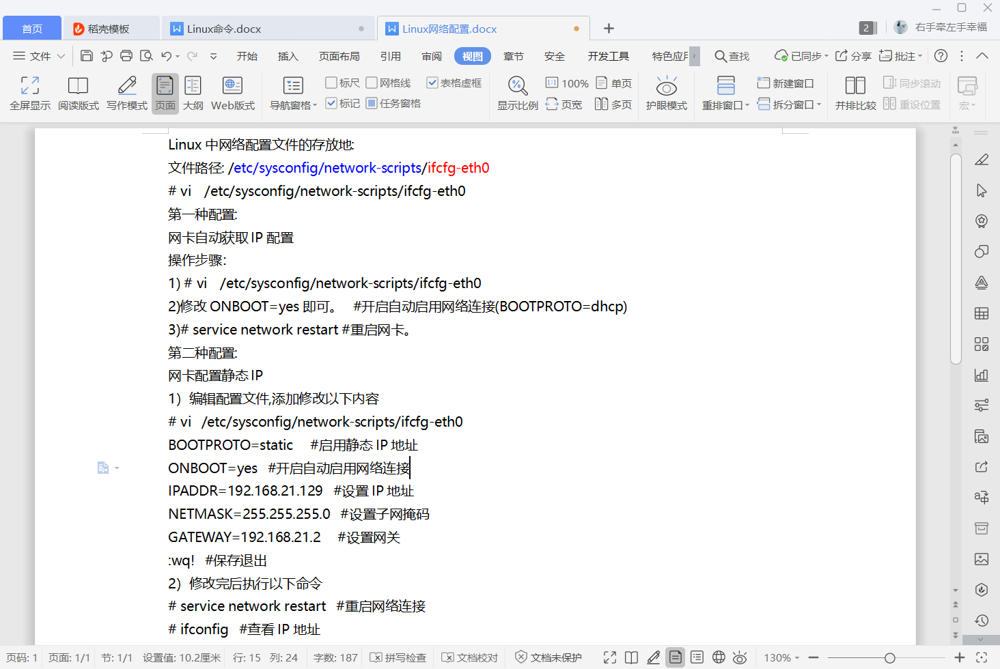 首页
稻壳模板
Linux命令.docx
Linux网络配置.docx
2
右手牵左手幸福
文件
开始
插入
页面布局
引用
审阅
视图
章节
安全
开发工具
特色应用
查找
已同步
分享
批注
全屏显示
阅读版式
写作模式
页面
大纲
Web版式
导航窗格
标尺
网格线
表格虚框
标记
任务窗格
显示比例
100%
单页
页宽
多页
护眼模式
重排窗口
新建窗口
拆分窗口
并排比较
同步滚动
重设位置
宏
Linux 中网络配置文件的存放地:
文件路径: /etc/sysconfig/network-scripts/ifcfg-eth0
# vi /etc/sysconfig/network-scripts/ifcfg-eth0
第一种配置:
网卡自动获取 IP 配置
操作步骤:
1) # vi /etc/sysconfig/network-scripts/ifcfg-eth0
2)修改 ONBOOT=yes 即可。 #开启自动启用网络连接(BOOTPROTO=dhcp)
3)# service network restart #重启网卡。
第二种配置:
网卡配置静态 IP
1）编辑配置文件,添加修改以下内容
# vi /etc/sysconfig/network-scripts/ifcfg-eth0
BOOTPROTO=static #启用静态 IP 地址
ONBOOT=yes #开启自动启用网络连接
IPADDR=192.168.21.129 #设置 IP 地址
NETMASK=255.255.255.0 #设置子网掩码
GATEWAY=192.168.21.2 #设置网关
:wq! #保存退出
2）修改完后执行以下命令
# service network restart #重启网络连接
# ifconfig #查看 IP 地址
页码: 1
页面: 1/1
节: 1/1
设置值: 10.2厘米
行: 15
列: 24
字数: 187
拼写检查
文档校对
文档未保护
130%